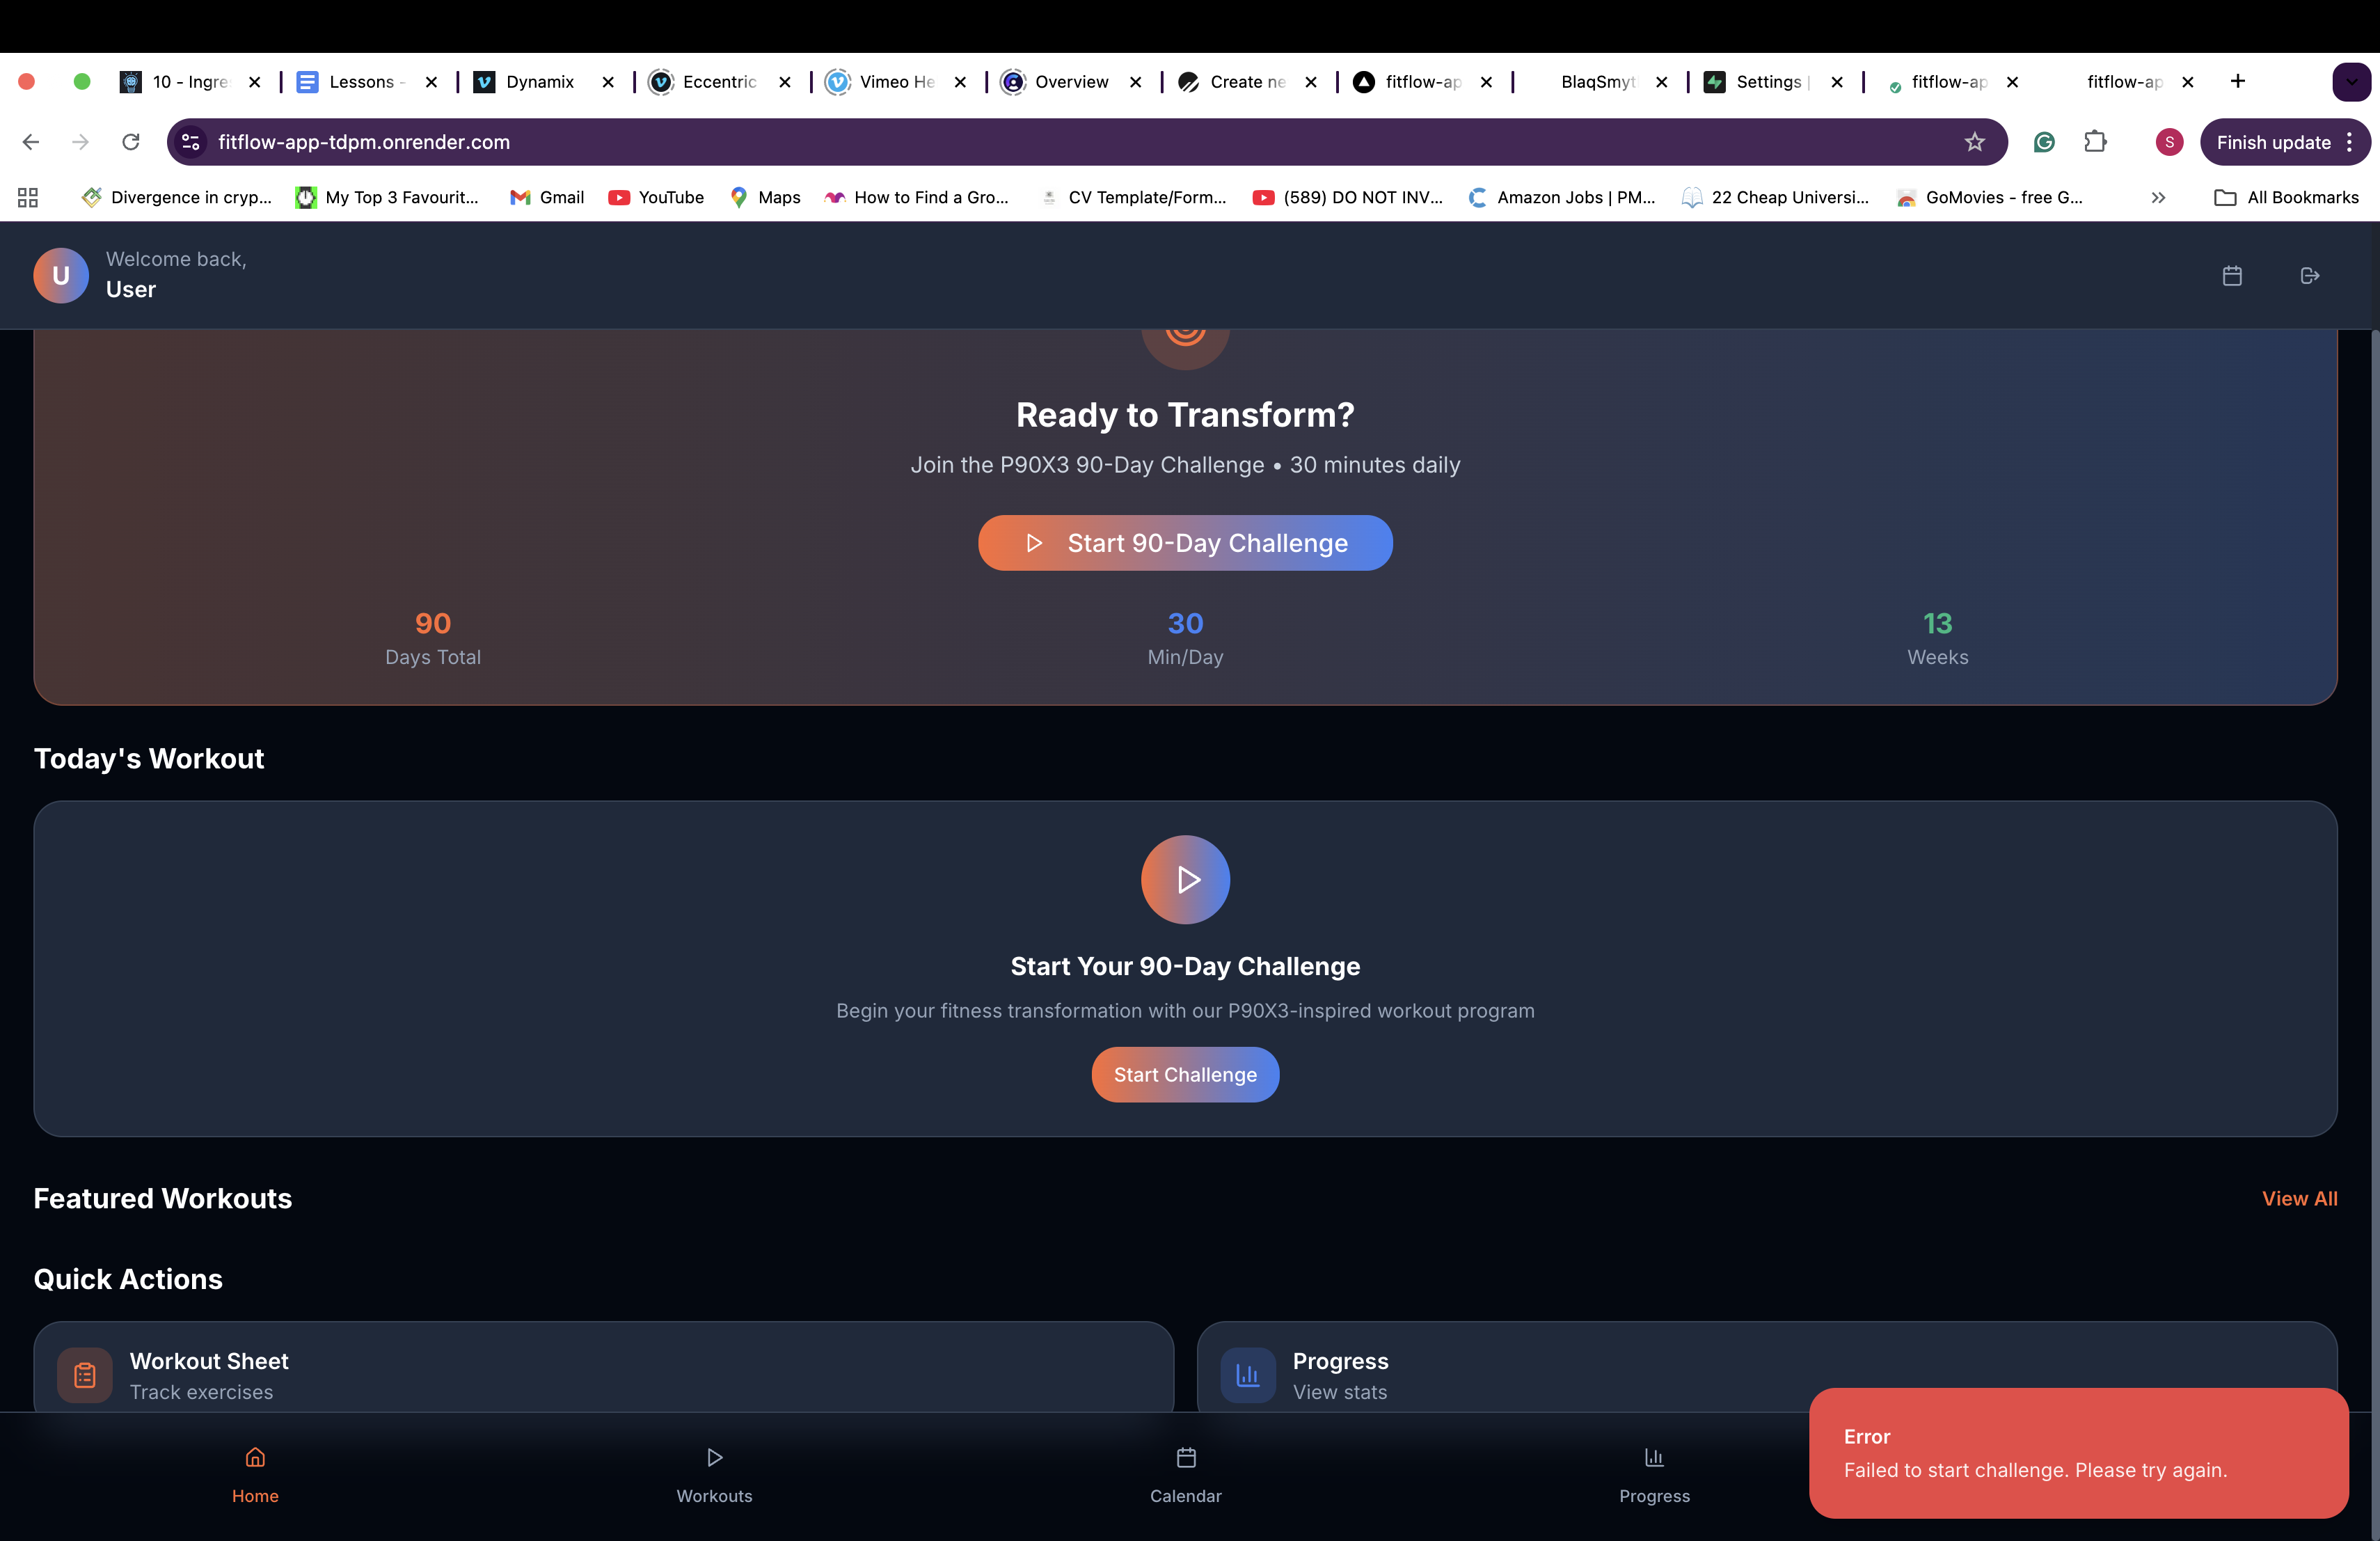 10 - Ingre
Lessons -
Dynamix
Eccentric
Vimeo He
Overview
Create ne
fitflow-ap
BlaqSmyt
Settings |
fitflow-ap
fitflow-ap
fitflow-app-tdpm.onrender.com
S
Finish update
Divergence in cryp...
My Top 3 Favourit...
Gmail
YouTube
Maps
How to Find a Gro...
CV Template/Form...
(589) DO NOT INV...
Amazon Jobs | PM...
22 Cheap Universi...
GoMovies - free G...
All Bookmarks
U
Welcome back,
User
Ready to Transform?
Join the P90X3 90-Day Challenge • 30 minutes daily
Start 90-Day Challenge
90
Days Total
30
Min/Day
13
Weeks
Today's Workout
Start Your 90-Day Challenge
Begin your fitness transformation with our P90X3-inspired workout program
Start Challenge
Featured Workouts
View All
Quick Actions
Workout Sheet
Track exercises
Progress
View stats
Home
Workouts
Calendar
Progress
Error
Failed to start challenge. Please try again.